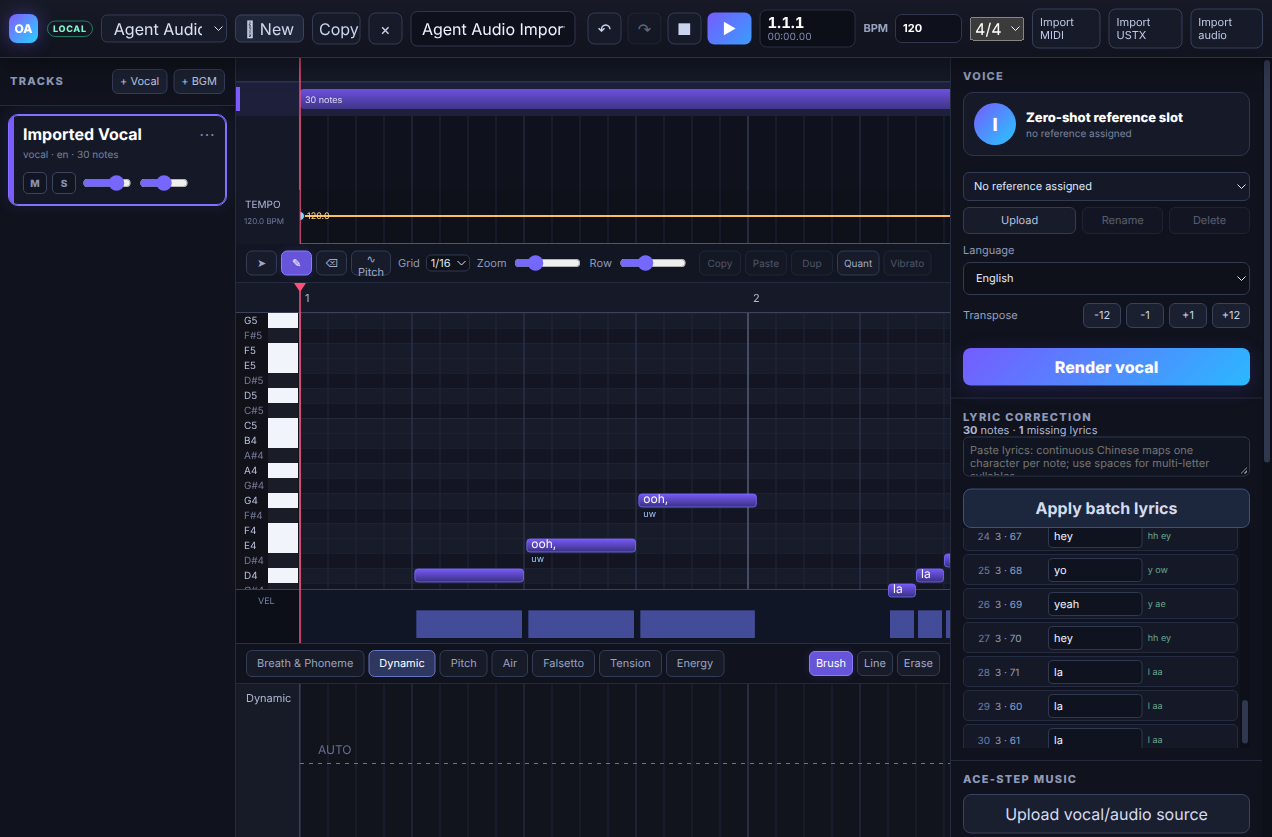 OA LOCAL Agent Audio New Copy × Agent Audio Impor ↶ ↷ 1.1.1 00:00.00 BPM 120 4/4 Import MIDI Import USTX Import audio
TRACKS + Vocal + BGM
Imported Vocal ...
vocal · en · 30 notes
M S
30 notes
TEMPO
120.0 BPM 120.0
Pitch Grid 1/16 Zoom Row Copy Paste Dup Quant Vibrato
1 2
G5
F#5
F5
E5
D#5
D5
C#5
C5
B4
A#4
A4
G#4
G4 ooh,
F#4 uw
F4
E4 ooh,
D#4 uw
D4 la
la
VEL
Breath & Phoneme Dynamic Pitch Air Falsetto Tension Energy Brush Line Erase
Dynamic
AUTO
VOICE
I Zero-shot reference slot
no reference assigned
No reference assigned
Upload Rename Delete
Language
English
Transpose -12 -1 +1 +12
Render vocal
LYRIC CORRECTION
30 notes · 1 missing lyrics
Paste lyrics: continuous Chinese maps one
character per note; use spaces for multi-letter
Apply batch lyrics
24 3 · 67 hey hh ey
25 3 · 68 yo y ow
26 3 · 69 yeah y ae
27 3 · 70 hey hh ey
28 3 · 71 la l aa
29 3 · 60 la l aa
30 3 · 61 la l aa
ACE-STEP MUSIC
Upload vocal/audio source